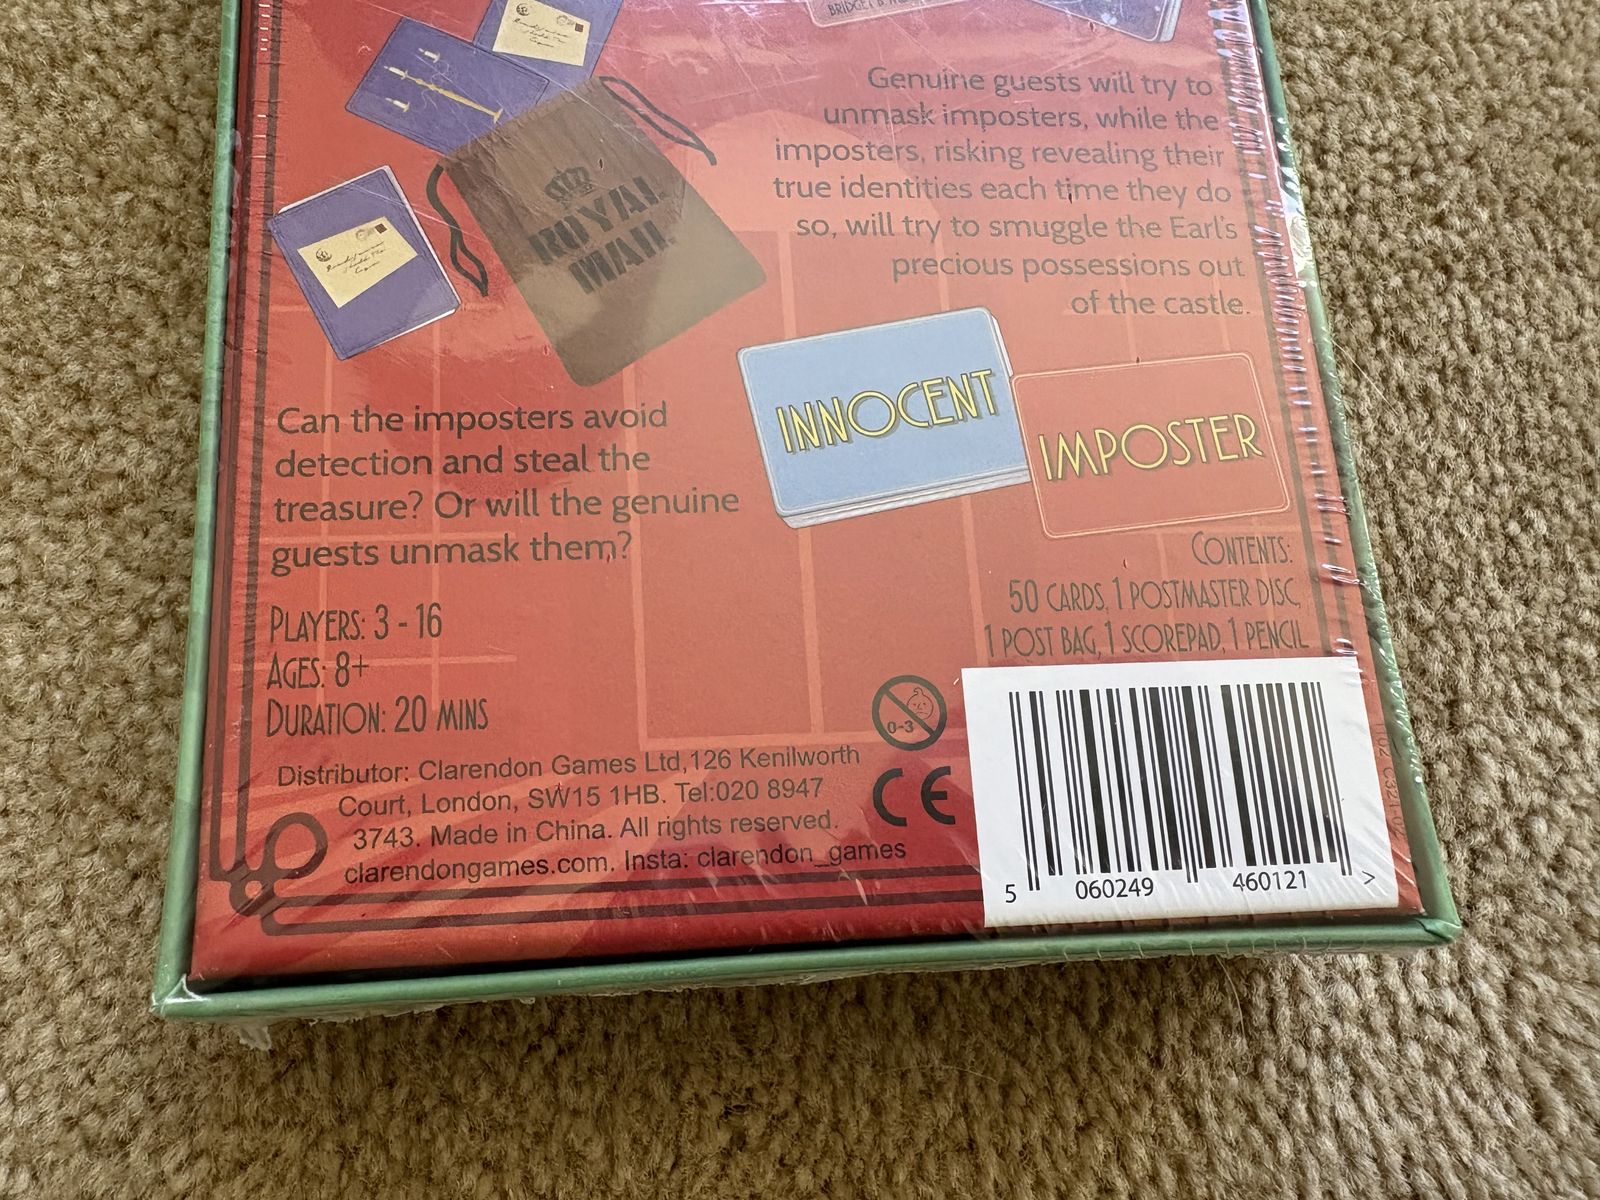 BRIDGET B.
Genuine guests will try to
unmask imposters, while the
imposters, risking revealing their
true identities each time they do
so, will try to smuggle the Earl's
precious possessions out
of the castle.
ROYAL
MAIL
INNOCENT
IMPOSTER
Can the imposters avoid
detection and steal the
treasure? Or will the genuine
guests unmask them?
CONTENTS:
50 CARDS, 1 POSTMASTER DISC,
1 POST BAG, 1 SCOREPAD, 1 PENCIL
PLAYERS: 3 - 16
AGES: 8+
DURATION: 20 MINS
0-3
Distributor: Clarendon Games Ltd,126 Kenilworth
Court, London, SW15 1HB. Tel:020 8947
3743. Made in China. All rights reserved.
clarendongames.com. Insta: clarendon_games
CE
5 060249 460121 >